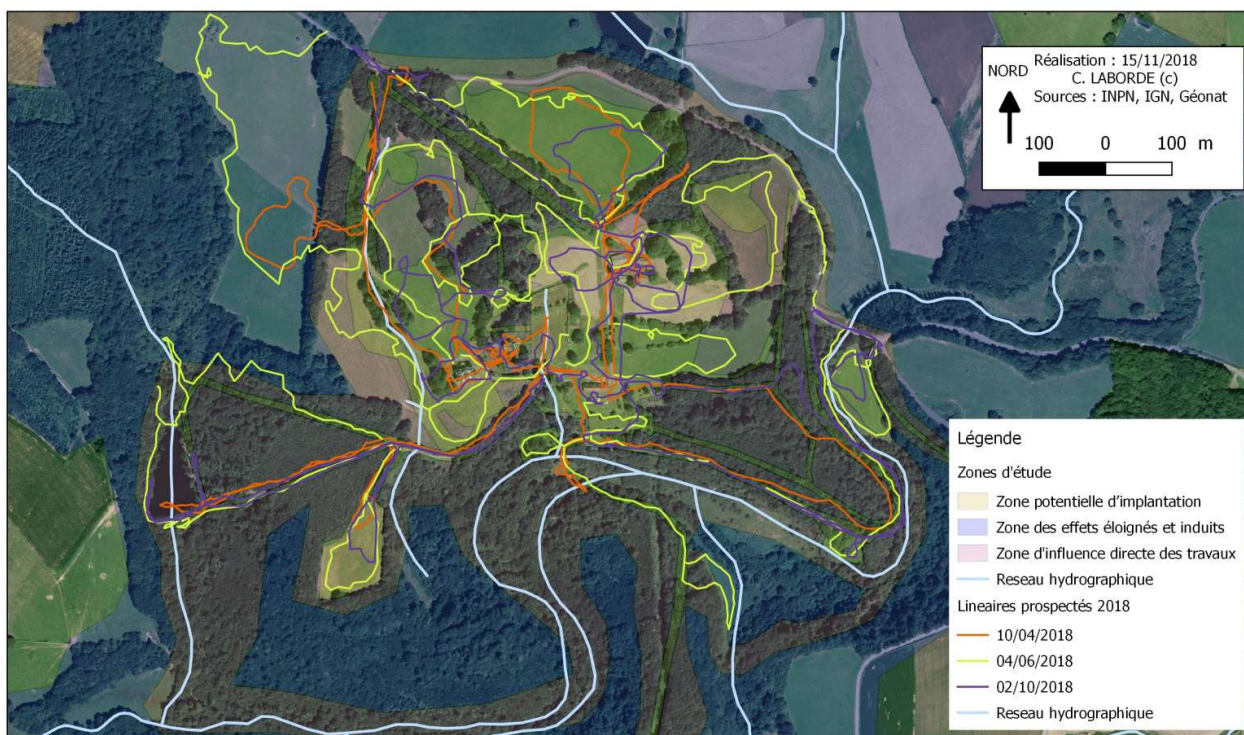 Réalisation : 15/11/2018
NORD
C. LABORDE (c)
Sources : INPN, IGN, Géonat
100 0 100 m
Légende
Zones d'étude
Zone potentielle d’implantation
Zone des effets éloignés et induits
Zone d'influence directe des travaux
Reseau hydrographique
Lineaires prospectés 2018
10/04/2018
04/06/2018
02/10/2018
Reseau hydrographique